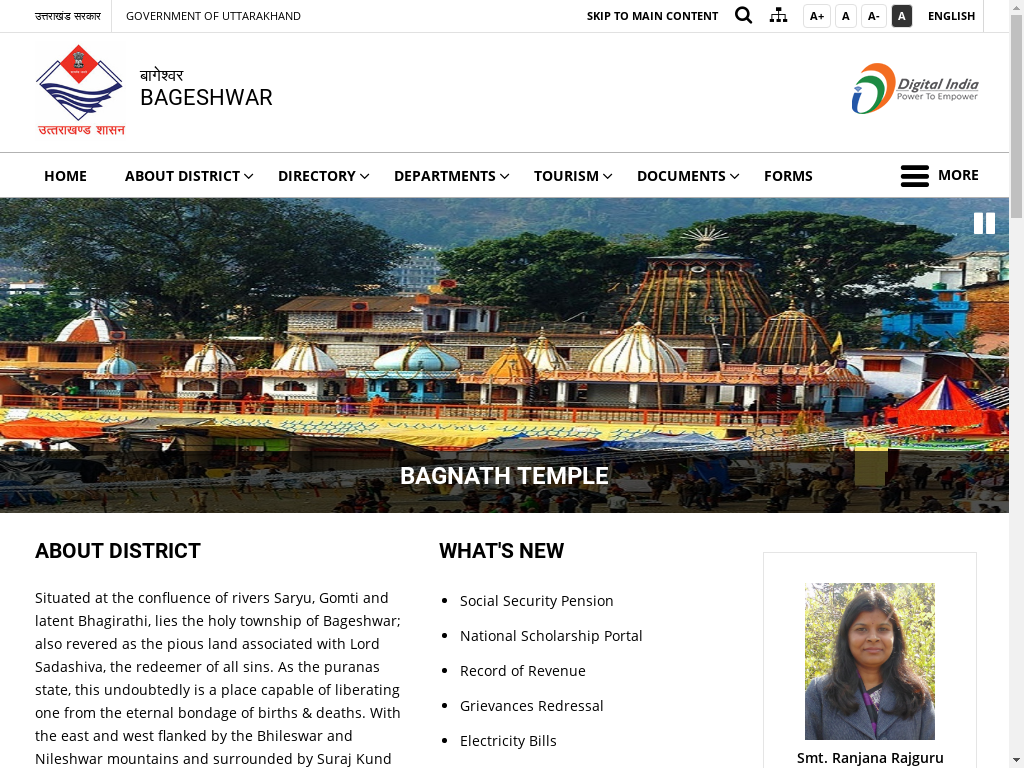 उत्तराखंड सरकार
GOVERNMENT OF UTTARAKHAND
SKIP TO MAIN CONTENT
A+
A
A-
A
ENGLISH
उत्तराखण्ड शासन
बागेश्वर
BAGESHWAR
Digital India
Power To Empower
HOME
ABOUT DISTRICT
DIRECTORY
DEPARTMENTS
TOURISM
DOCUMENTS
FORMS
MORE
BAGNATH TEMPLE
ABOUT DISTRICT
Situated at the confluence of rivers Saryu, Gomti and
latent Bhagirathi, lies the holy township of Bageshwar;
also revered as the pious land associated with Lord
Sadashiva, the redeemer of all sins. As the puranas
state, this undoubtedly is a place capable of liberating
one from the eternal bondage of births & deaths. With
the east and west flanked by the Bhileswar and
Nileshwar mountains and surrounded by Suraj Kund
WHAT'S NEW
Social Security Pension
National Scholarship Portal
Record of Revenue
Grievances Redressal
Electricity Bills
Smt. Ranjana Rajguru